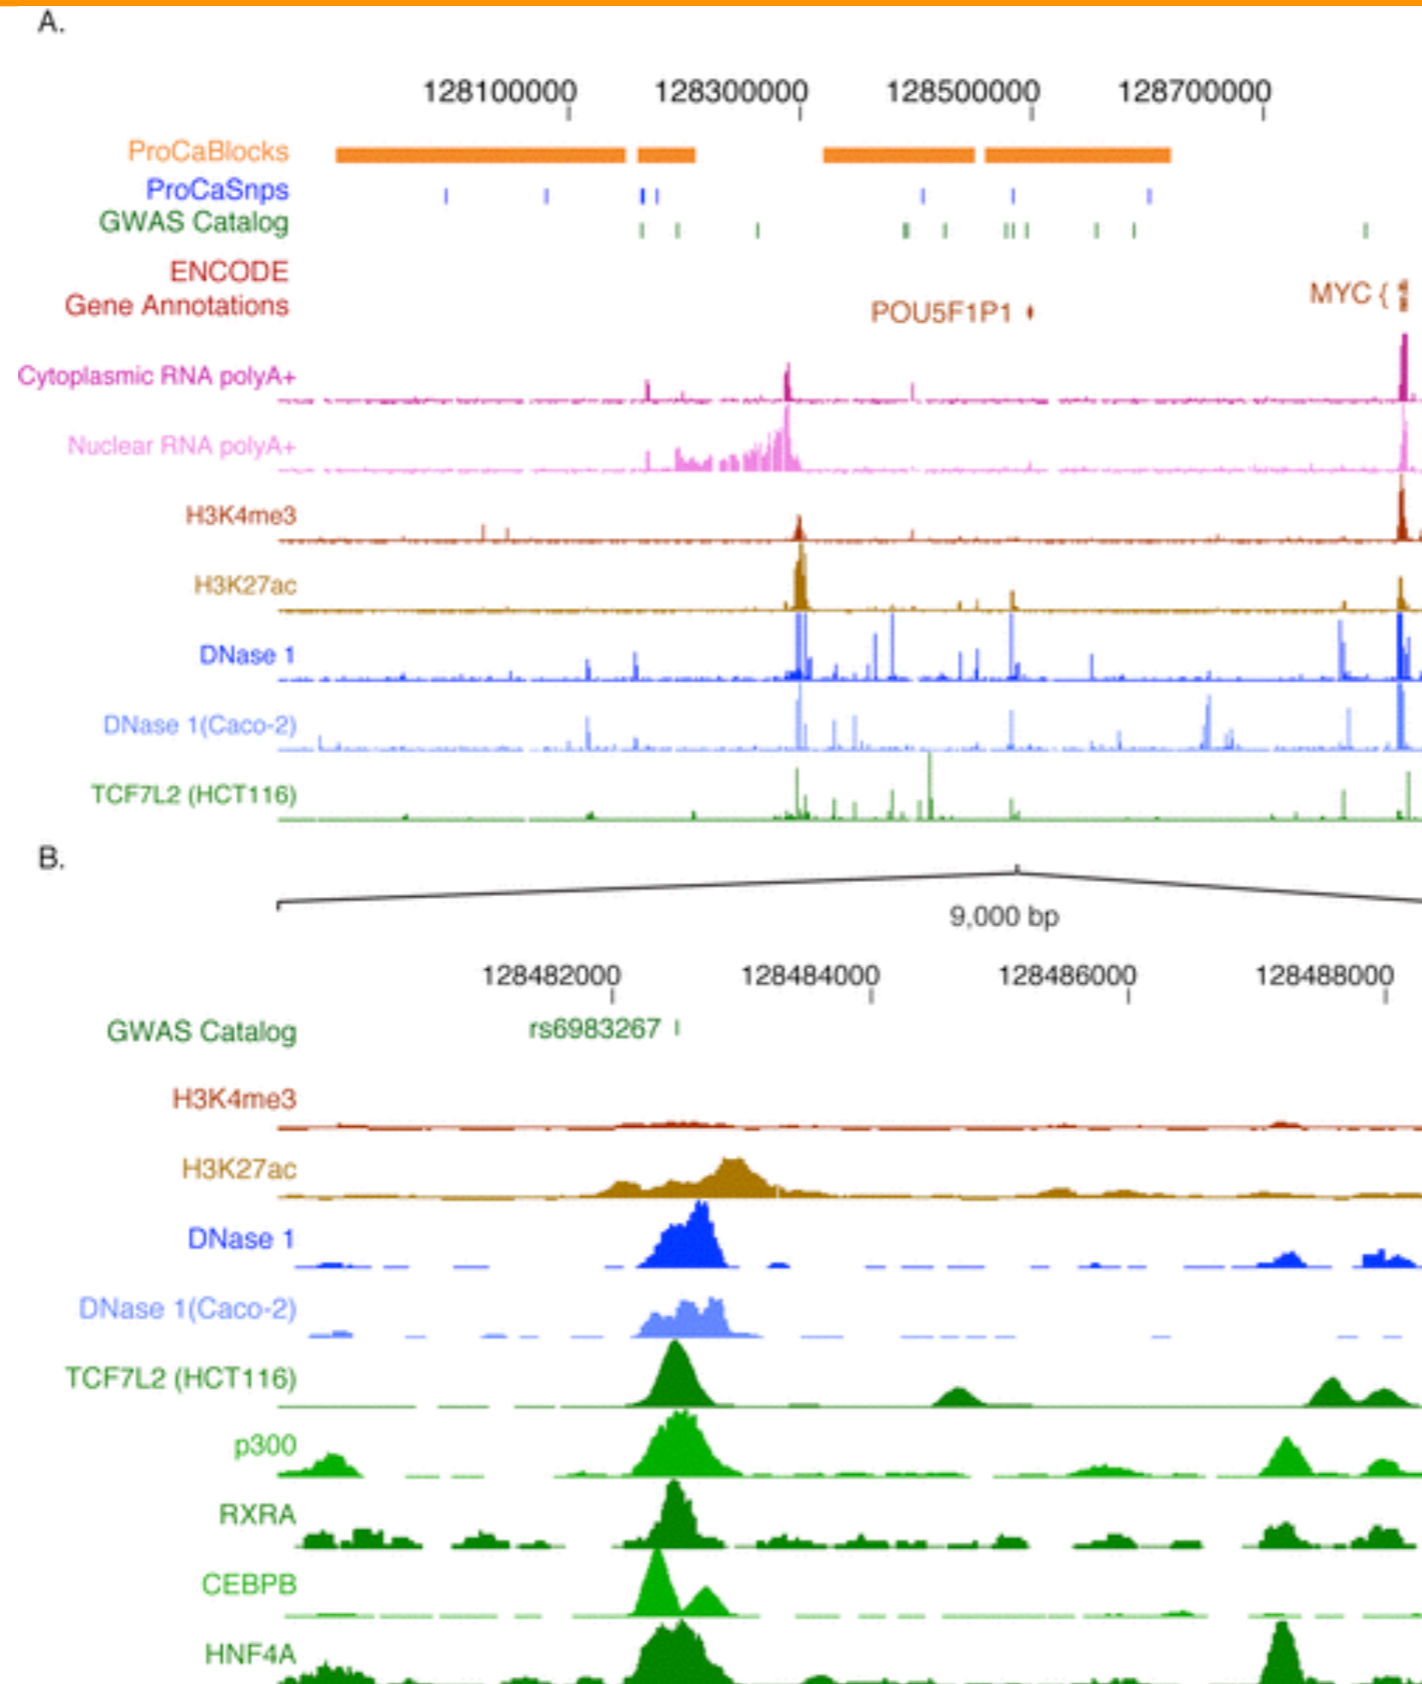 A.
128100000 128300000 128500000 128700000
ProCaBlocks
ProCaSnps
GWAS Catalog
ENCODE
Gene Annotations
MYC {
POU5F1P1
Cytoplasmic RNA polyA+
Nuclear RNA polyA+
H3K4me3
H3K27ac
DNase 1
DNase 1(Caco-2)
TCF7L2 (HCT116)
B.
9,000 bp
128482000 128484000 128486000 128488000
GWAS Catalog rs6983267
H3K4me3
H3K27ac
DNase 1
DNase 1(Caco-2)
TCF7L2 (HCT116)
p300
RXRA
CEBPB
HNF4A